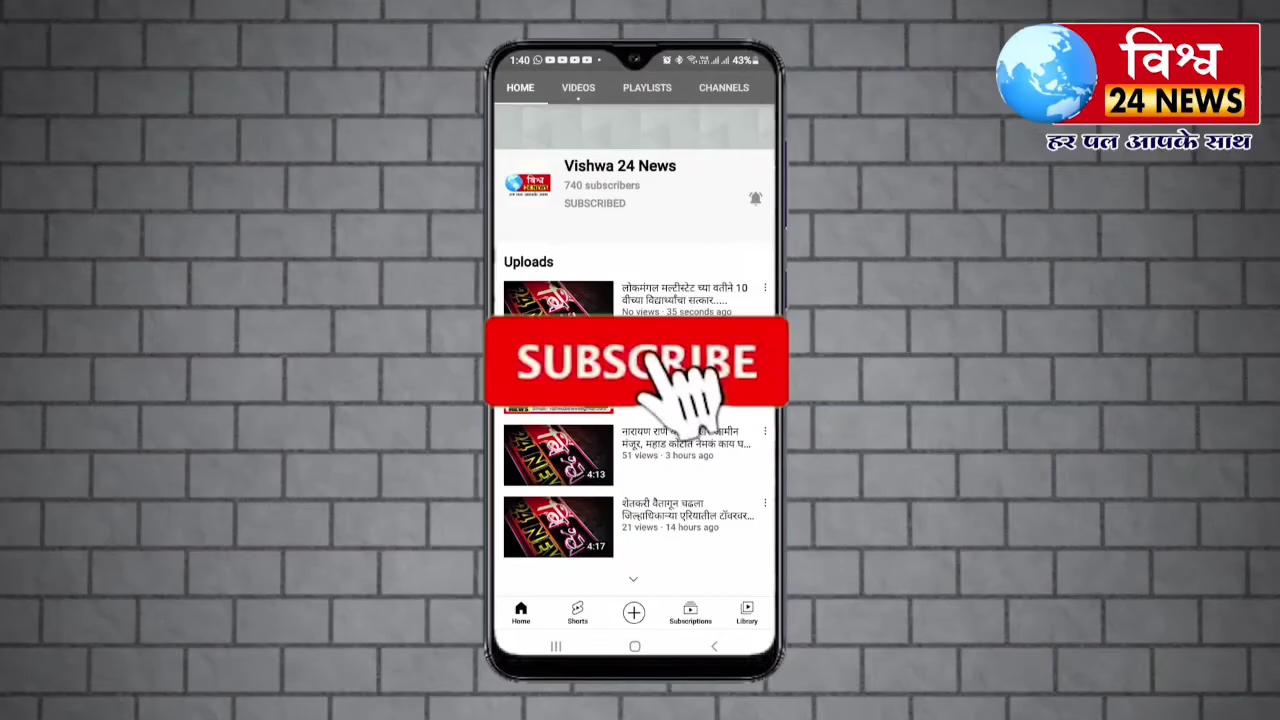 विश्व
24 NEWS
हर पल आपके साथ
1:40
43%
HOME VIDEOS PLAYLISTS CHANNELS
Vishwa 24 News
740 subscribers
SUBSCRIBED
Uploads
लोकमंगल मल्टीस्टेट च्या वतीने 10
वीच्या विद्यार्थ्यांचा सत्कार.....
No views · 35 seconds ago
SUBSCRIBE
नारायण राणे जामीन
मंजूर, महाड कोर्टात नेमकं काय घ...
51 views · 3 hours ago
4:13
शेतकरी वैतागून चढला
जिल्हाधिकाऱ्या एरियातील टॉवरवर...
21 views · 14 hours ago
4:17
Home Shorts Subscriptions Library